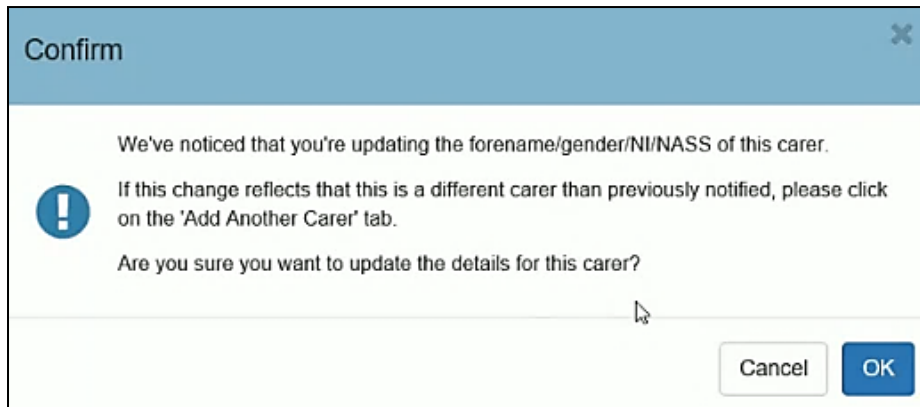 Confirm
We've noticed that you're updating the forename/gender/NI/NASS of this carer.
If this change reflects that this is a different carer than previously notified, please click
on the 'Add Another Carer' tab.
Are you sure you want to update the details for this carer?
Cancel OK